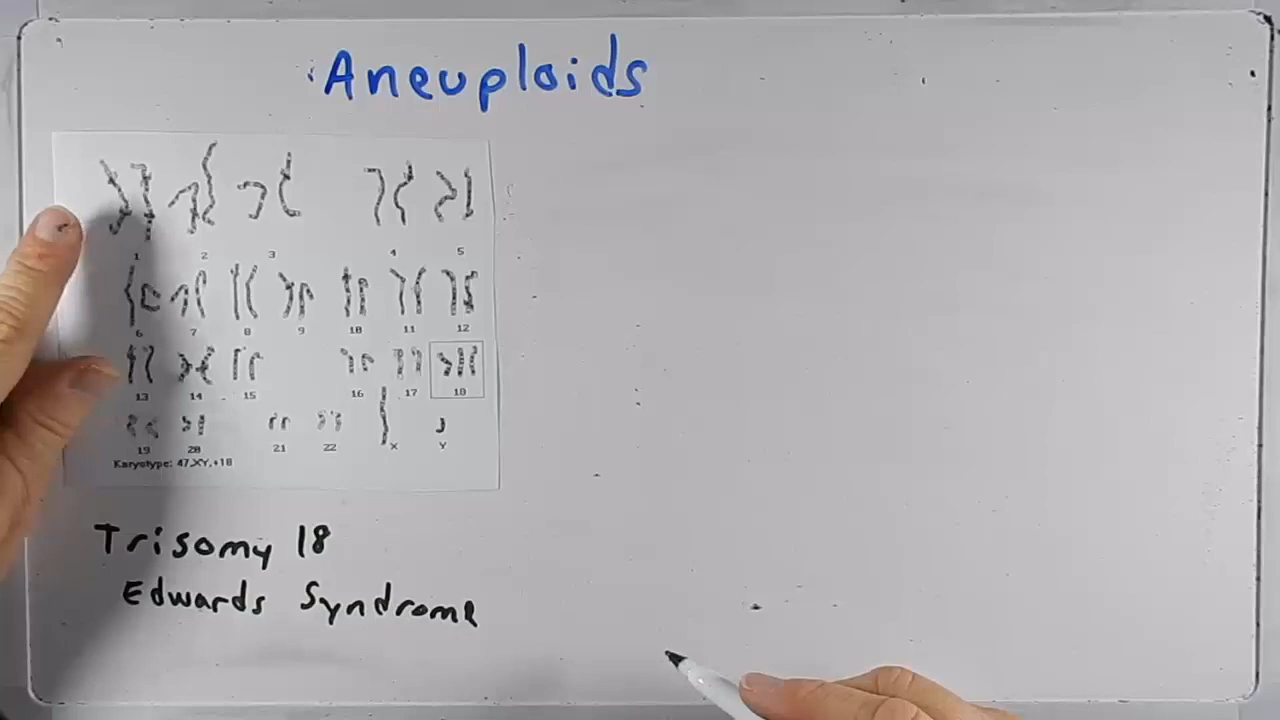 Aneuploids
1 2 3 4 5
6 7 8 9 10 11 12
13 14 15 16 17 18
19 20 21 22 X Y
Karyotype: 47,XY,+18
Trisomy 18
Edwards Syndrome